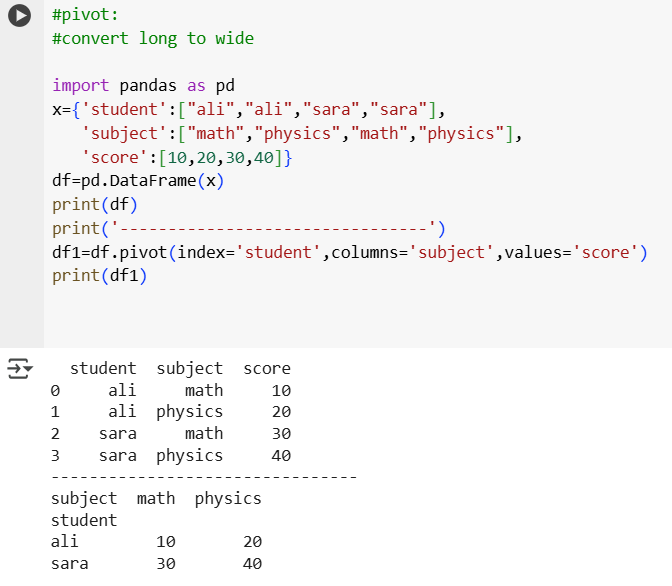 #pivot:
#convert long to wide

import pandas as pd
x={'student':["ali","ali","sara","sara"],
   'subject':["math","physics","math","physics"],
   'score':[10,20,30,40]}
df=pd.DataFrame(x)
print(df)
print('--------------------------------')
df1=df.pivot(index='student',columns='subject',values='score')
print(df1)

  student  subject  score
0     ali     math     10
1     ali  physics     20
2    sara     math     30
3    sara  physics     40
--------------------------------
subject  math  physics
student
ali        10       20
sara       30       40